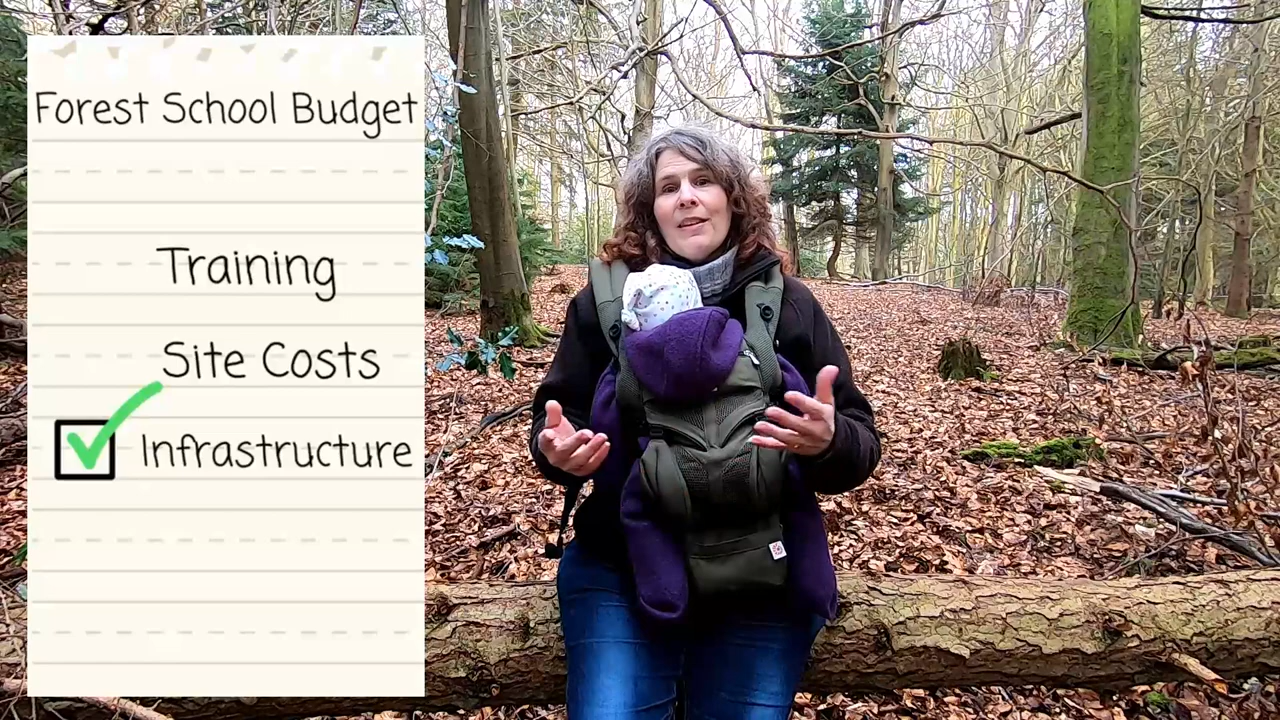 Forest School Budget
Training
Site Costs
Infrastructure